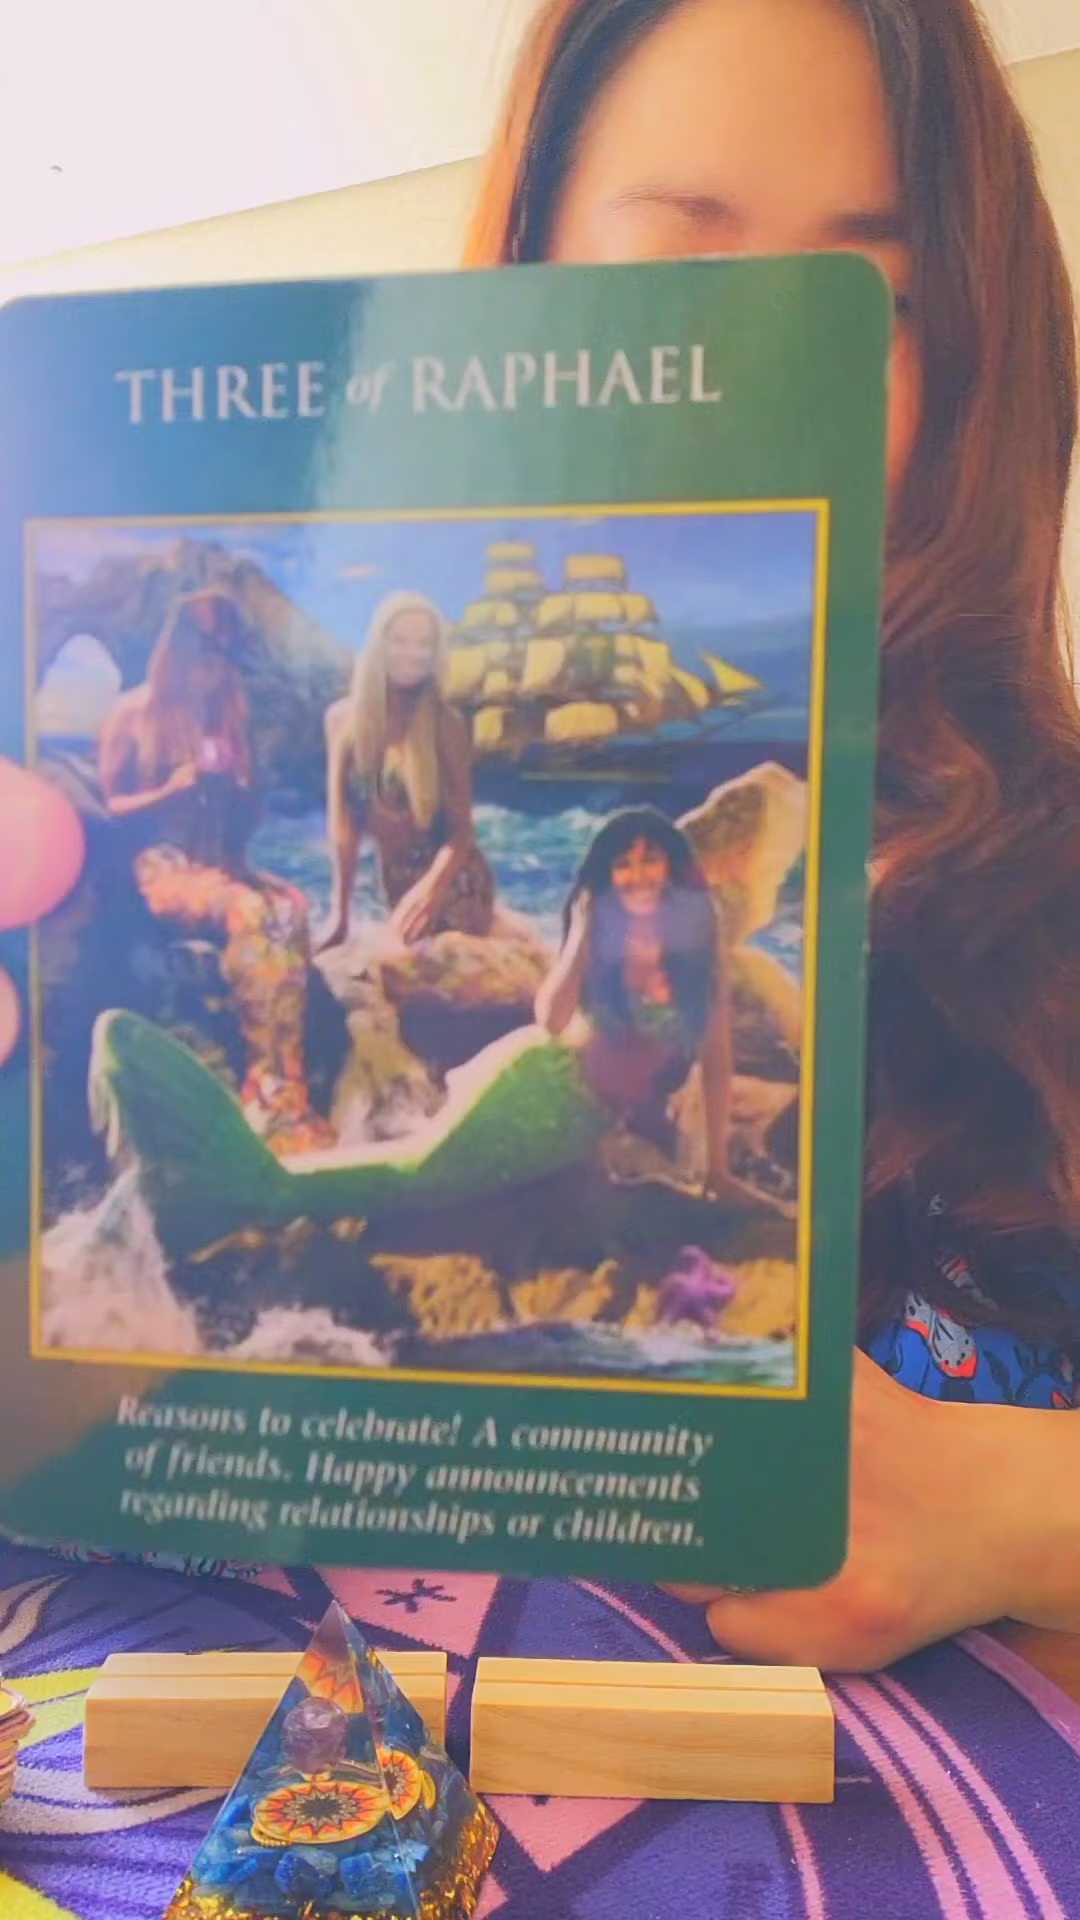 THREE of RAPHAEL
Reasons to celebrate! A community
of friends. Happy announcements
regarding relationships or children.